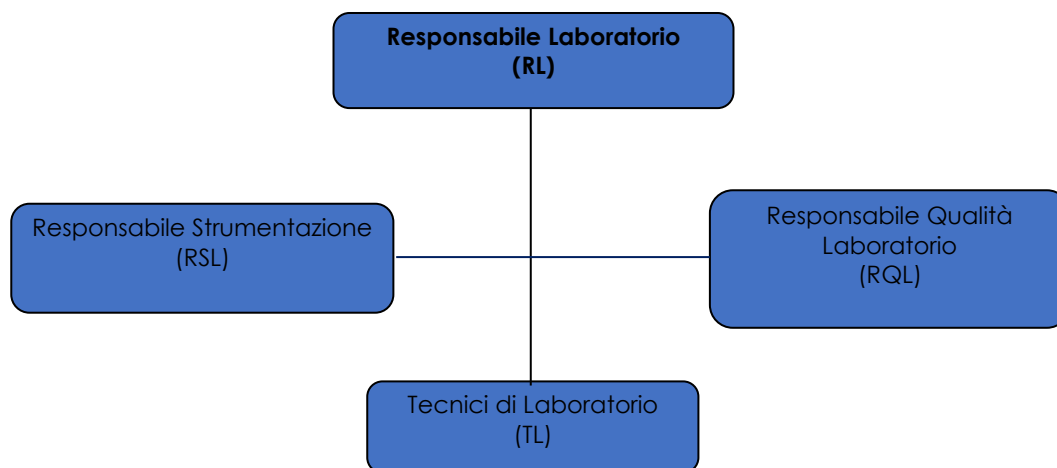 Responsabile Laboratorio
(RL)
Responsabile Strumentazione
(RSL)
Responsabile Qualità
Laboratorio
(RQL)
Tecnici di Laboratorio
(TL)